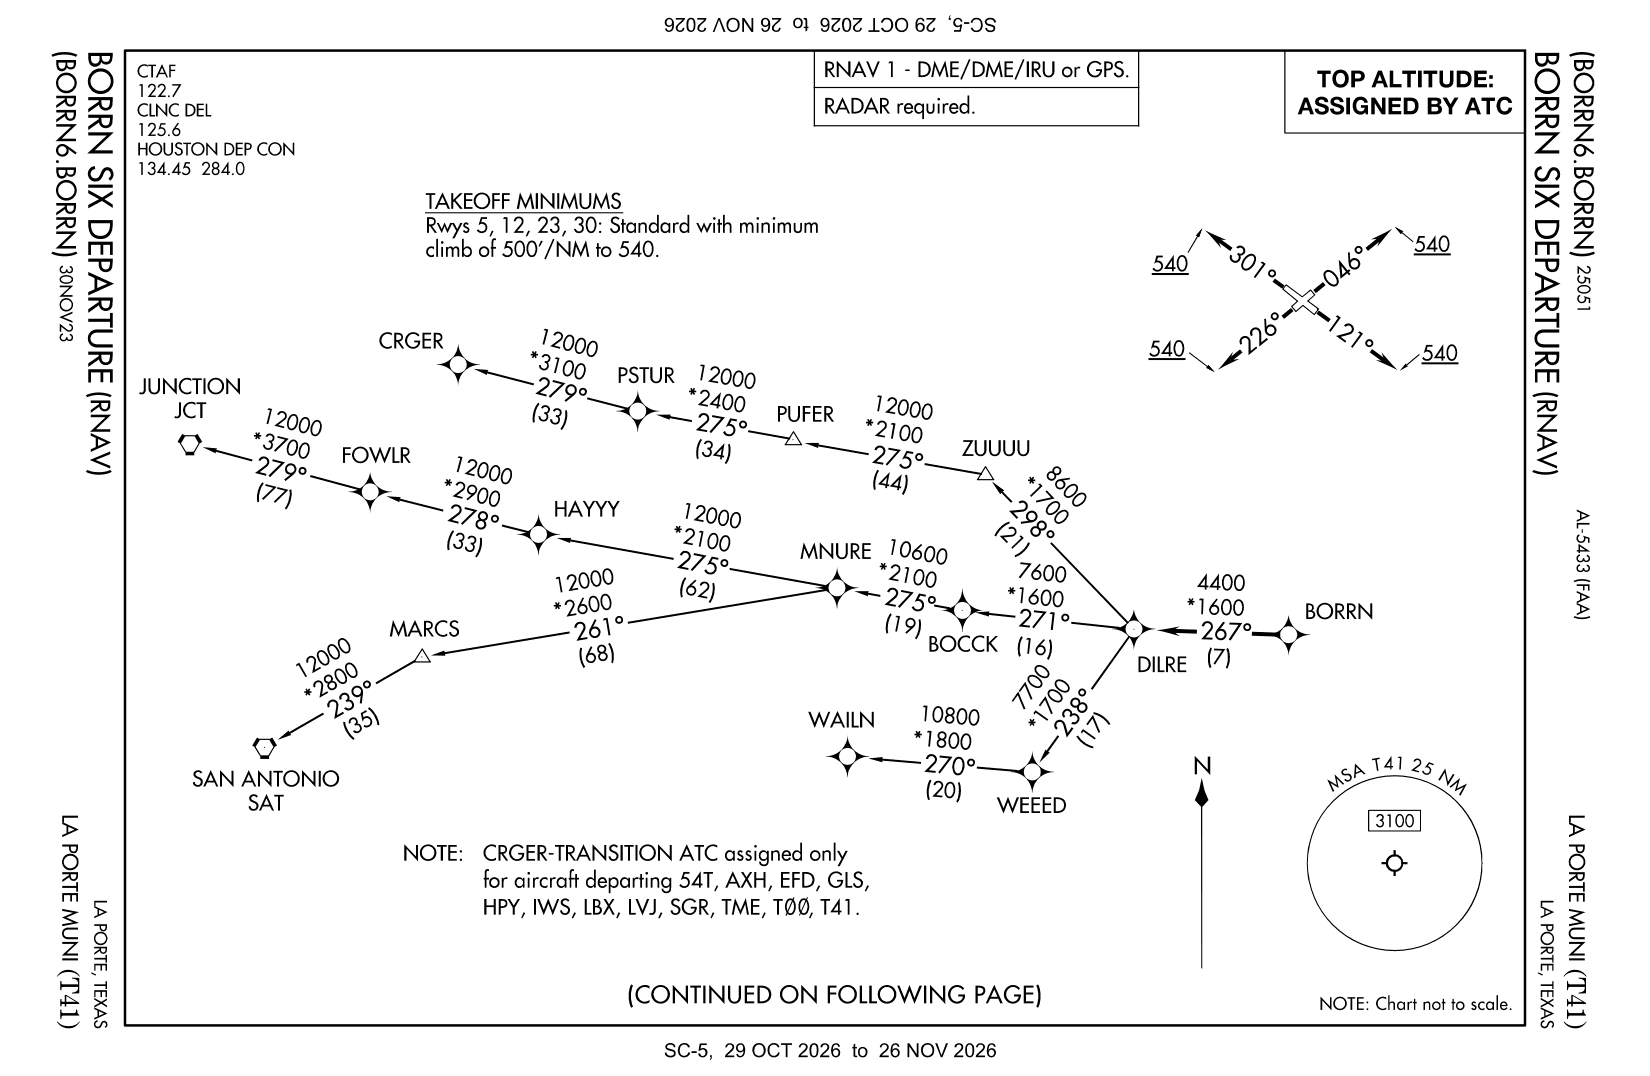 SC-5, 29 OCT 2026 to 26 NOV 2026
(BORRN6.BORRN) 30NOV23
BORRN SIX DEPARTURE (RNAV)
LA PORTE MUNI (T41)
LA PORTE, TEXAS
CTAF
122.7
CLNC DEL
125.6
HOUSTON DEP CON
134.45 284.0
RNAV 1 - DME/DME/IRU or GPS.
RADAR required.
TOP ALTITUDE:
ASSIGNED BY ATC
TAKEOFF MINIMUMS
Rwys 5, 12, 23, 30: Standard with minimum
climb of 500'/NM to 540.
540
301°
046°
540
540
226°
121°
540
CRGER
12000
*3100
279°
(33)
PSTUR
12000
*2400
275°
(34)
PUFER
12000
*2100
275°
(44)
ZUUUU
8600
*1700
298°
(21)
JUNCTION
JCT
12000
*3700
279°
(77)
FOWLR
12000
*2900
278°
(33)
HAYYY
12000
*2100
275°
(62)
MNURE
10600
*2100
275°
(19)
BOCCK
7600
*1600
271°
(16)
DILRE
4400
*1600
267°
(7)
BORRN
12000
*2600
261°
(68)
MARCS
12000
*2800
239°
(35)
SAN ANTONIO
SAT
7700
*1700
238°
(17)
WAILN
10800
*1800
270°
(20)
WEEED
N
MSA T41 25 NM
3100
NOTE: CRGER-TRANSITION ATC assigned only
for aircraft departing 54T, AXH, EFD, GLS,
HPY, IWS, LBX, LVJ, SGR, TME, TØØ, T41.
(CONTINUED ON FOLLOWING PAGE)
NOTE: Chart not to scale.
(BORRN6.BORRN) 25051
BORRN SIX DEPARTURE (RNAV)
AL-5433 (FAA)
LA PORTE MUNI (T41)
LA PORTE, TEXAS
SC-5, 29 OCT 2026 to 26 NOV 2026